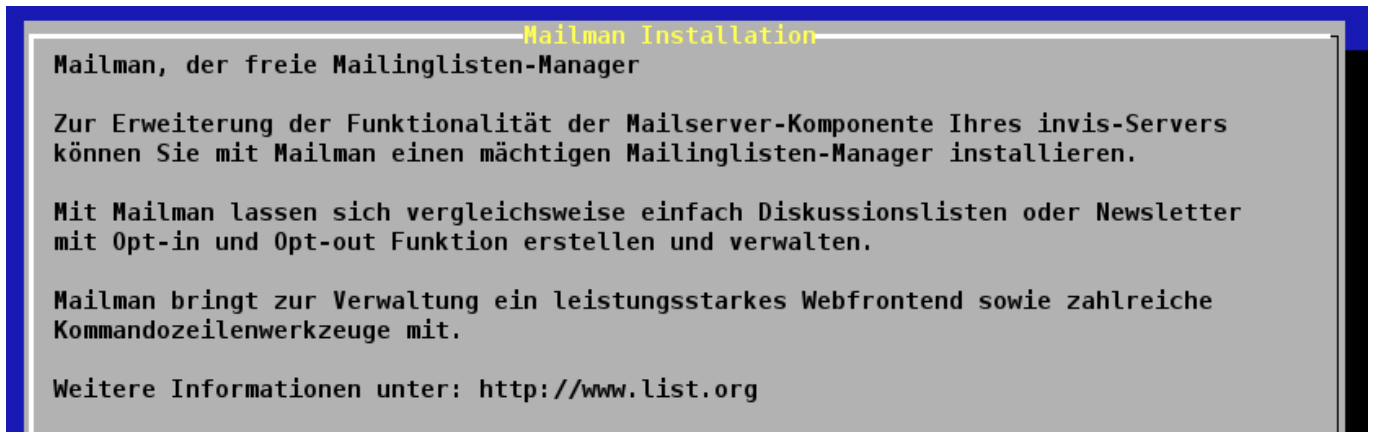 Mailman Installation
Mailman, der freie Mailinglisten-Manager
Zur Erweiterung der Funktionalität der Mailserver-Komponente Ihres invis-Servers
können Sie mit Mailman einen mächtigen Mailinglisten-Manager installieren.
Mit Mailman lassen sich vergleichsweise einfach Diskussionslisten oder Newsletter
mit Opt-in und Opt-out Funktion erstellen und verwalten.
Mailman bringt zur Verwaltung ein leistungsstarkes Webfrontend sowie zahlreiche
Kommandozeilenwerkzeuge mit.
Weitere Informationen unter: http://www.list.org